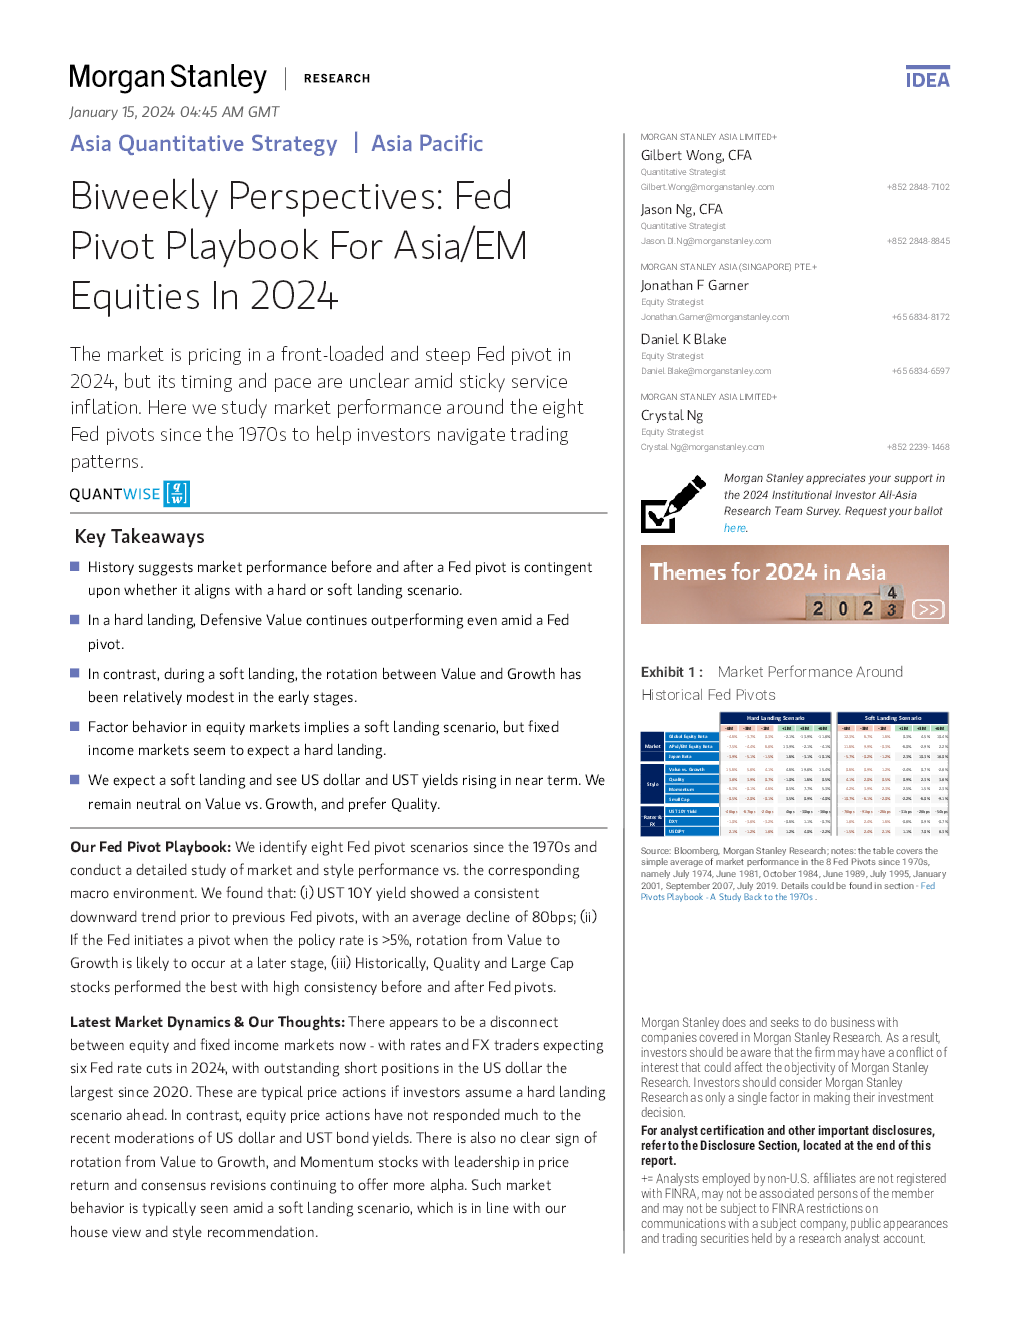 Morgan Stanley | RESEARCH
IDEA
January 15, 2024 04:45 AM GMT
Asia Quantitative Strategy | Asia Pacific
Biweekly Perspectives: Fed
Pivot Playbook For Asia/EM
Equities In 2024
The market is pricing in a front-loaded and steep Fed pivot in
2024, but its timing and pace are unclear amid sticky service
inflation. Here we study market performance around the eight
Fed pivots since the 1970s to help investors navigate trading
patterns.
QUANTWISE [q/w]
Key Takeaways
History suggests market performance before and after a Fed pivot is contingent
upon whether it aligns with a hard or soft landing scenario.
In a hard landing, Defensive Value continues outperforming even amid a Fed
pivot.
In contrast, during a soft landing, the rotation between Value and Growth has
been relatively modest in the early stages.
Factor behavior in equity markets implies a soft landing scenario, but fixed
income markets seem to expect a hard landing.
We expect a soft landing and see US dollar and UST yields rising in near term. We
remain neutral on Value vs. Growth, and prefer Quality.
Our Fed Pivot Playbook: We identify eight Fed pivot scenarios since the 1970s and
conduct a detailed study of market and style performance vs. the corresponding
macro environment. We found that: (i) UST 10Y yield showed a consistent
downward trend prior to previous Fed pivots, with an average decline of 80bps; (ii)
If the Fed initiates a pivot when the policy rate is >5%, rotation from Value to
Growth is likely to occur at a later stage, (iii) Historically, Quality and Large Cap
stocks performed the best with high consistency before and after Fed pivots.
Latest Market Dynamics & Our Thoughts: There appears to be a disconnect
between equity and fixed income markets now - with rates and FX traders expecting
six Fed rate cuts in 2024, with outstanding short positions in the US dollar the
largest since 2020. These are typical price actions if investors assume a hard landing
scenario ahead. In contrast, equity price actions have not responded much to the
recent moderations of US dollar and UST bond yields. There is also no clear sign of
rotation from Value to Growth, and Momentum stocks with leadership in price
return and consensus revisions continuing to offer more alpha. Such market
behavior is typically seen amid a soft landing scenario, which is in line with our
house view and style recommendation.
MORGAN STANLEY ASIA LIMITED+
Gilbert Wong, CFA
Quantitative Strategist
Gilbert.Wong@morganstanley.com +852 2848-7102
Jason Ng, CFA
Quantitative Strategist
Jason.Dl.Ng@morganstanley.com +852 2848-8845
MORGAN STANLEY ASIA (SINGAPORE) PTE.+
Jonathan F Garner
Equity Strategist
Jonathan.Garner@morganstanley.com +65 6834-8172
Daniel K Blake
Equity Strategist
Daniel.Blake@morganstanley.com +65 6834-6597
MORGAN STANLEY ASIA LIMITED+
Crystal Ng
Equity Strategist
Crystal.Ng@morganstanley.com +852 2239-1468
Morgan Stanley appreciates your support in
the 2024 Institutional Investor All-Asia
Research Team Survey. Request your ballot
here.
Themes for 2024 in Asia
4
2 0 2 3 >>
Exhibit 1 : Market Performance Around
Historical Fed Pivots
Hard Landing Scenario Soft Landing Scenario
Market
Global Equity Beta
APxJ/EM Equity Beta
Japan Beta
Style
Value vs. Growth
Quality
Momentum
Small Cap
Rates & FX
UST 10Y Yield
DXY
USDJPY
Source: Bloomberg, Morgan Stanley Research; notes: the table covers the
simple average of market performance in the 8 Fed Pivots since 1970s,
namely July 1974, June 1981, October 1984, June 1989, July 1995, January
2001, September 2007, July 2019. Details could be found in section - Fed
Pivots Playbook - A Study Back to the 1970s .
Morgan Stanley does and seeks to do business with
companies covered in Morgan Stanley Research. As a result,
investors should be aware that the firm may have a conflict of
interest that could affect the objectivity of Morgan Stanley
Research. Investors should consider Morgan Stanley
Research as only a single factor in making their investment
decision.
For analyst certification and other important disclosures,
refer to the Disclosure Section, located at the end of this
report.
+= Analysts employed by non-U.S. affiliates are not registered
with FINRA, may not be associated persons of the member
and may not be subject to FINRA restrictions on
communications with a subject company, public appearances
and trading securities held by a research analyst account.